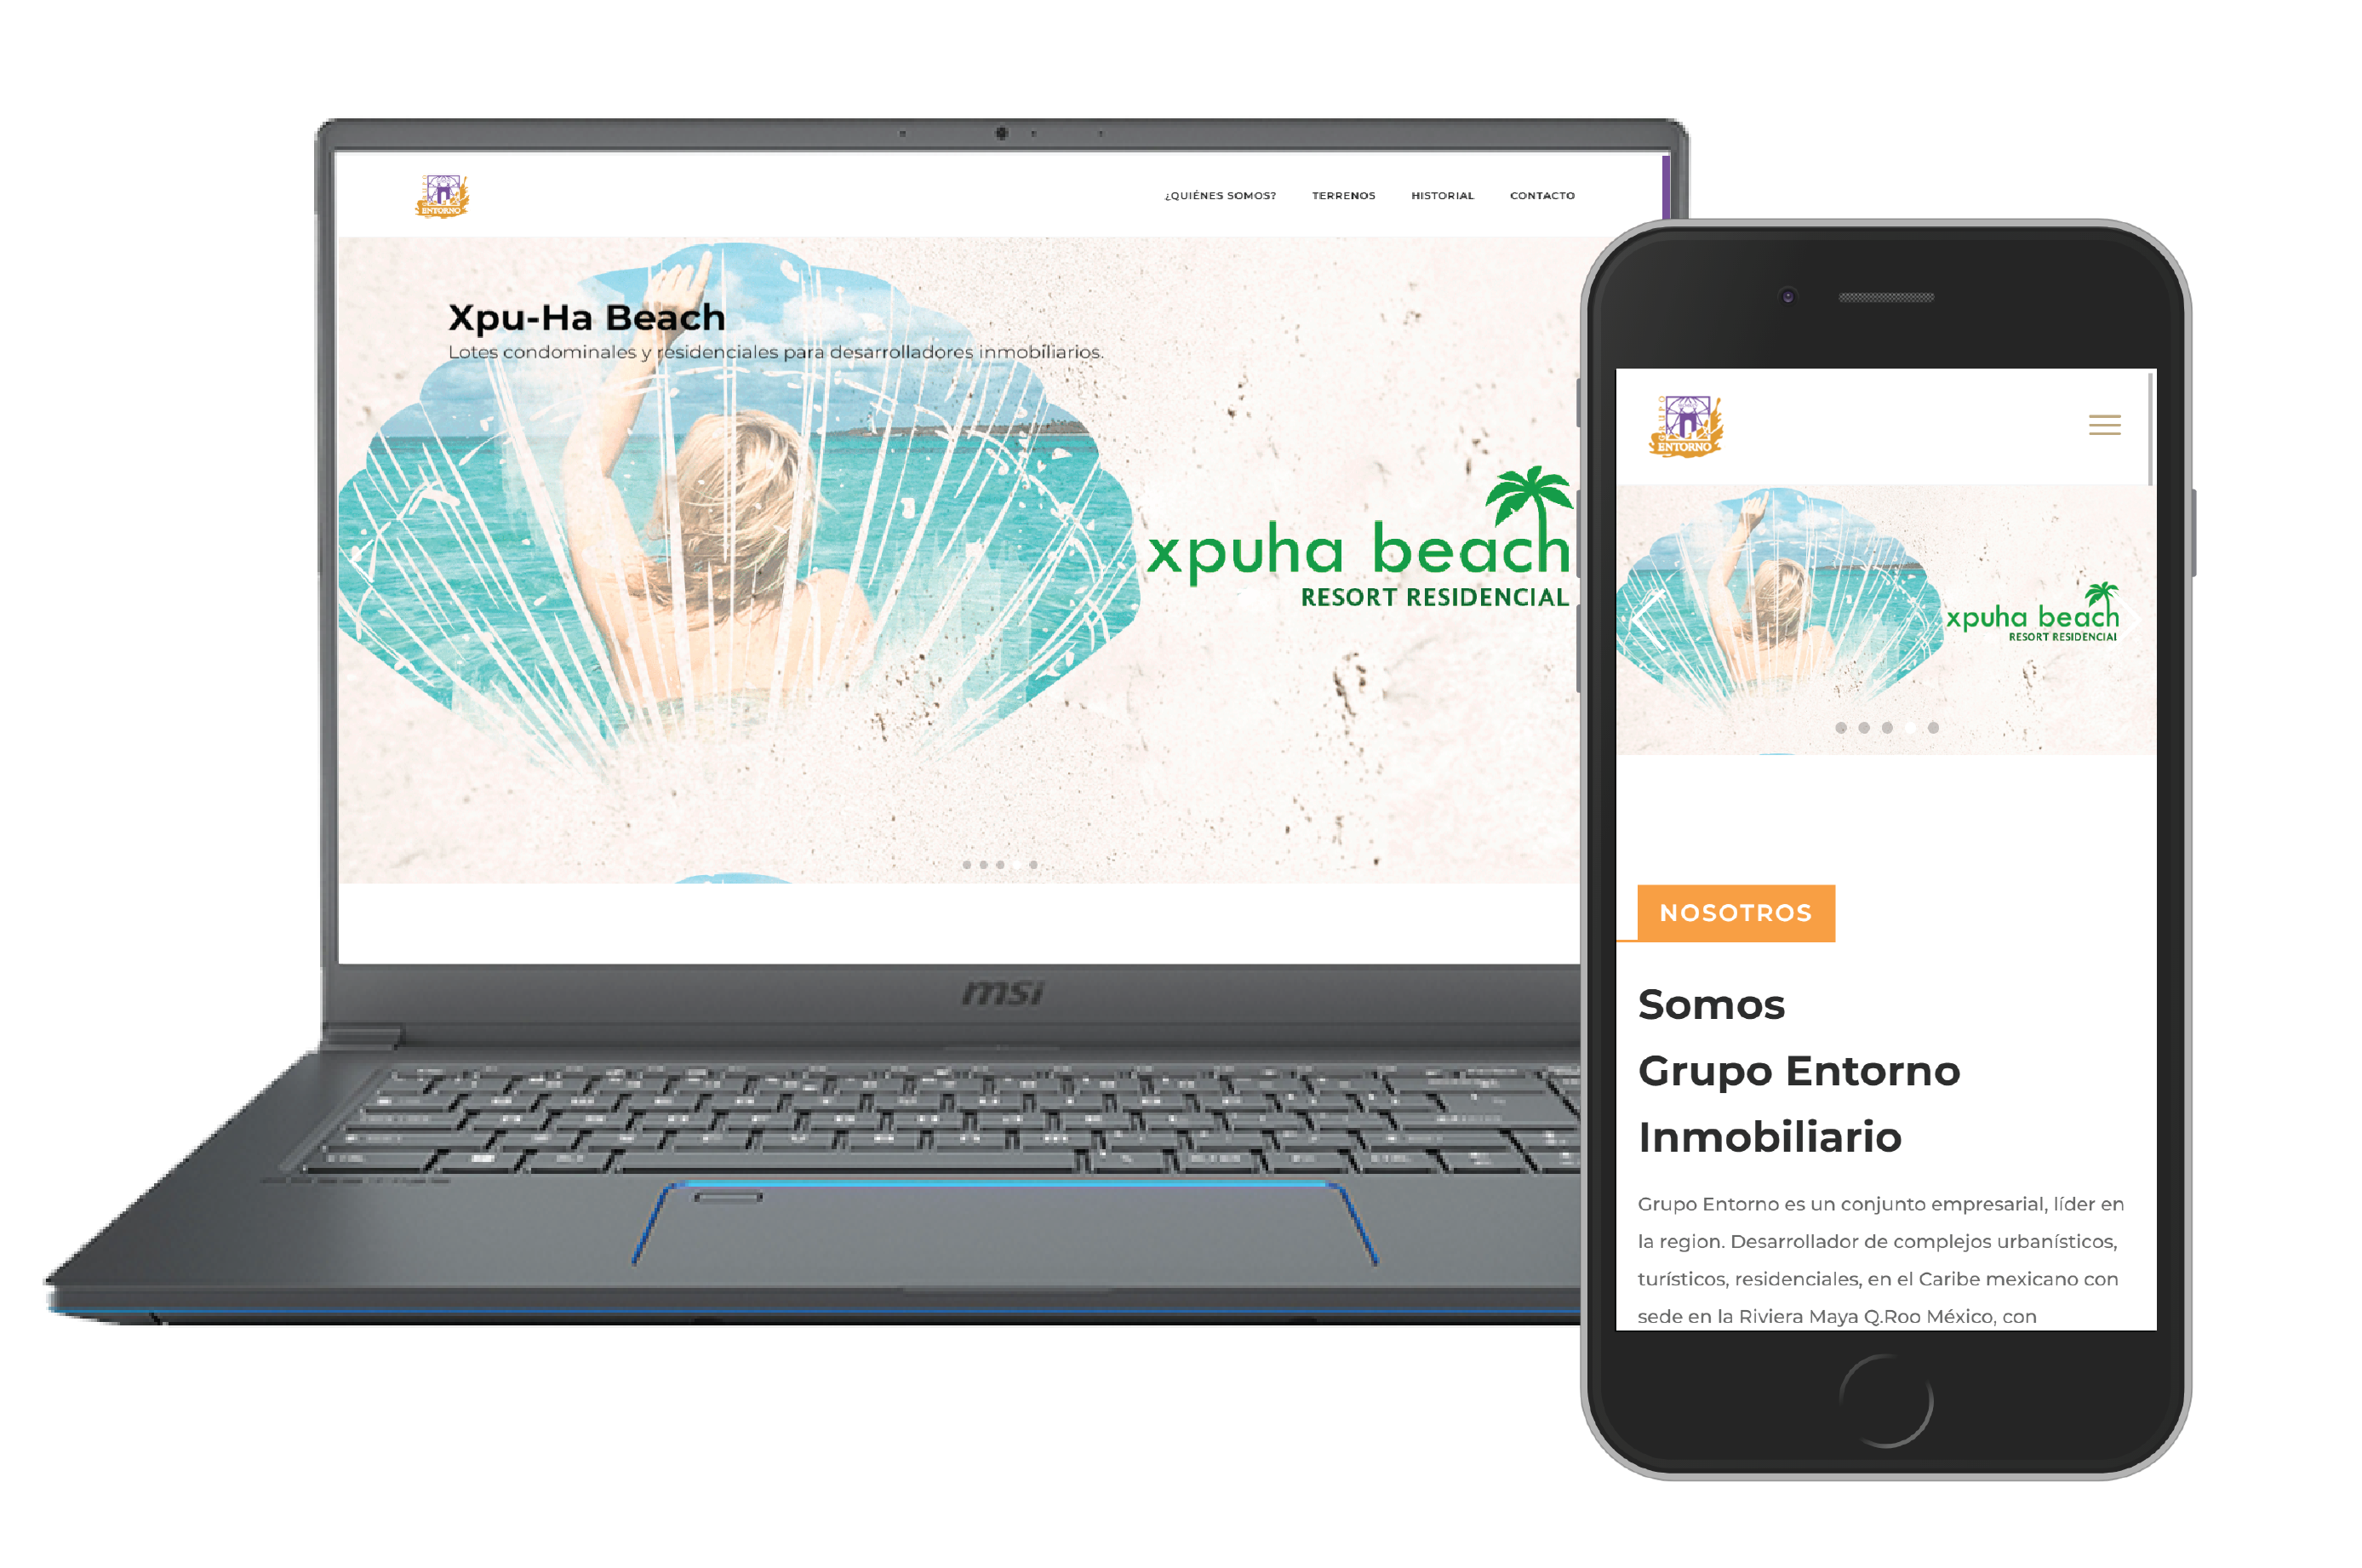 GRUPO
ENTORNO
¿QUIÉNES SOMOS? TERRENOS HISTORIAL CONTACTO
Xpu-Ha Beach
Lotes condominales y residenciales para desarrolladores inmobiliarios.
xpuha beach
RESORT RESIDENCIAL
msi
GRUPO
ENTORNO
xpuha beach
RESORT RESIDENCIAL
NOSOTROS
Somos
Grupo Entorno
Inmobiliario
Grupo Entorno es un conjunto empresarial, líder en
la region. Desarrollador de complejos urbanísticos,
turísticos, residenciales, en el Caribe mexicano con
sede en la Riviera Maya Q.Roo México, con